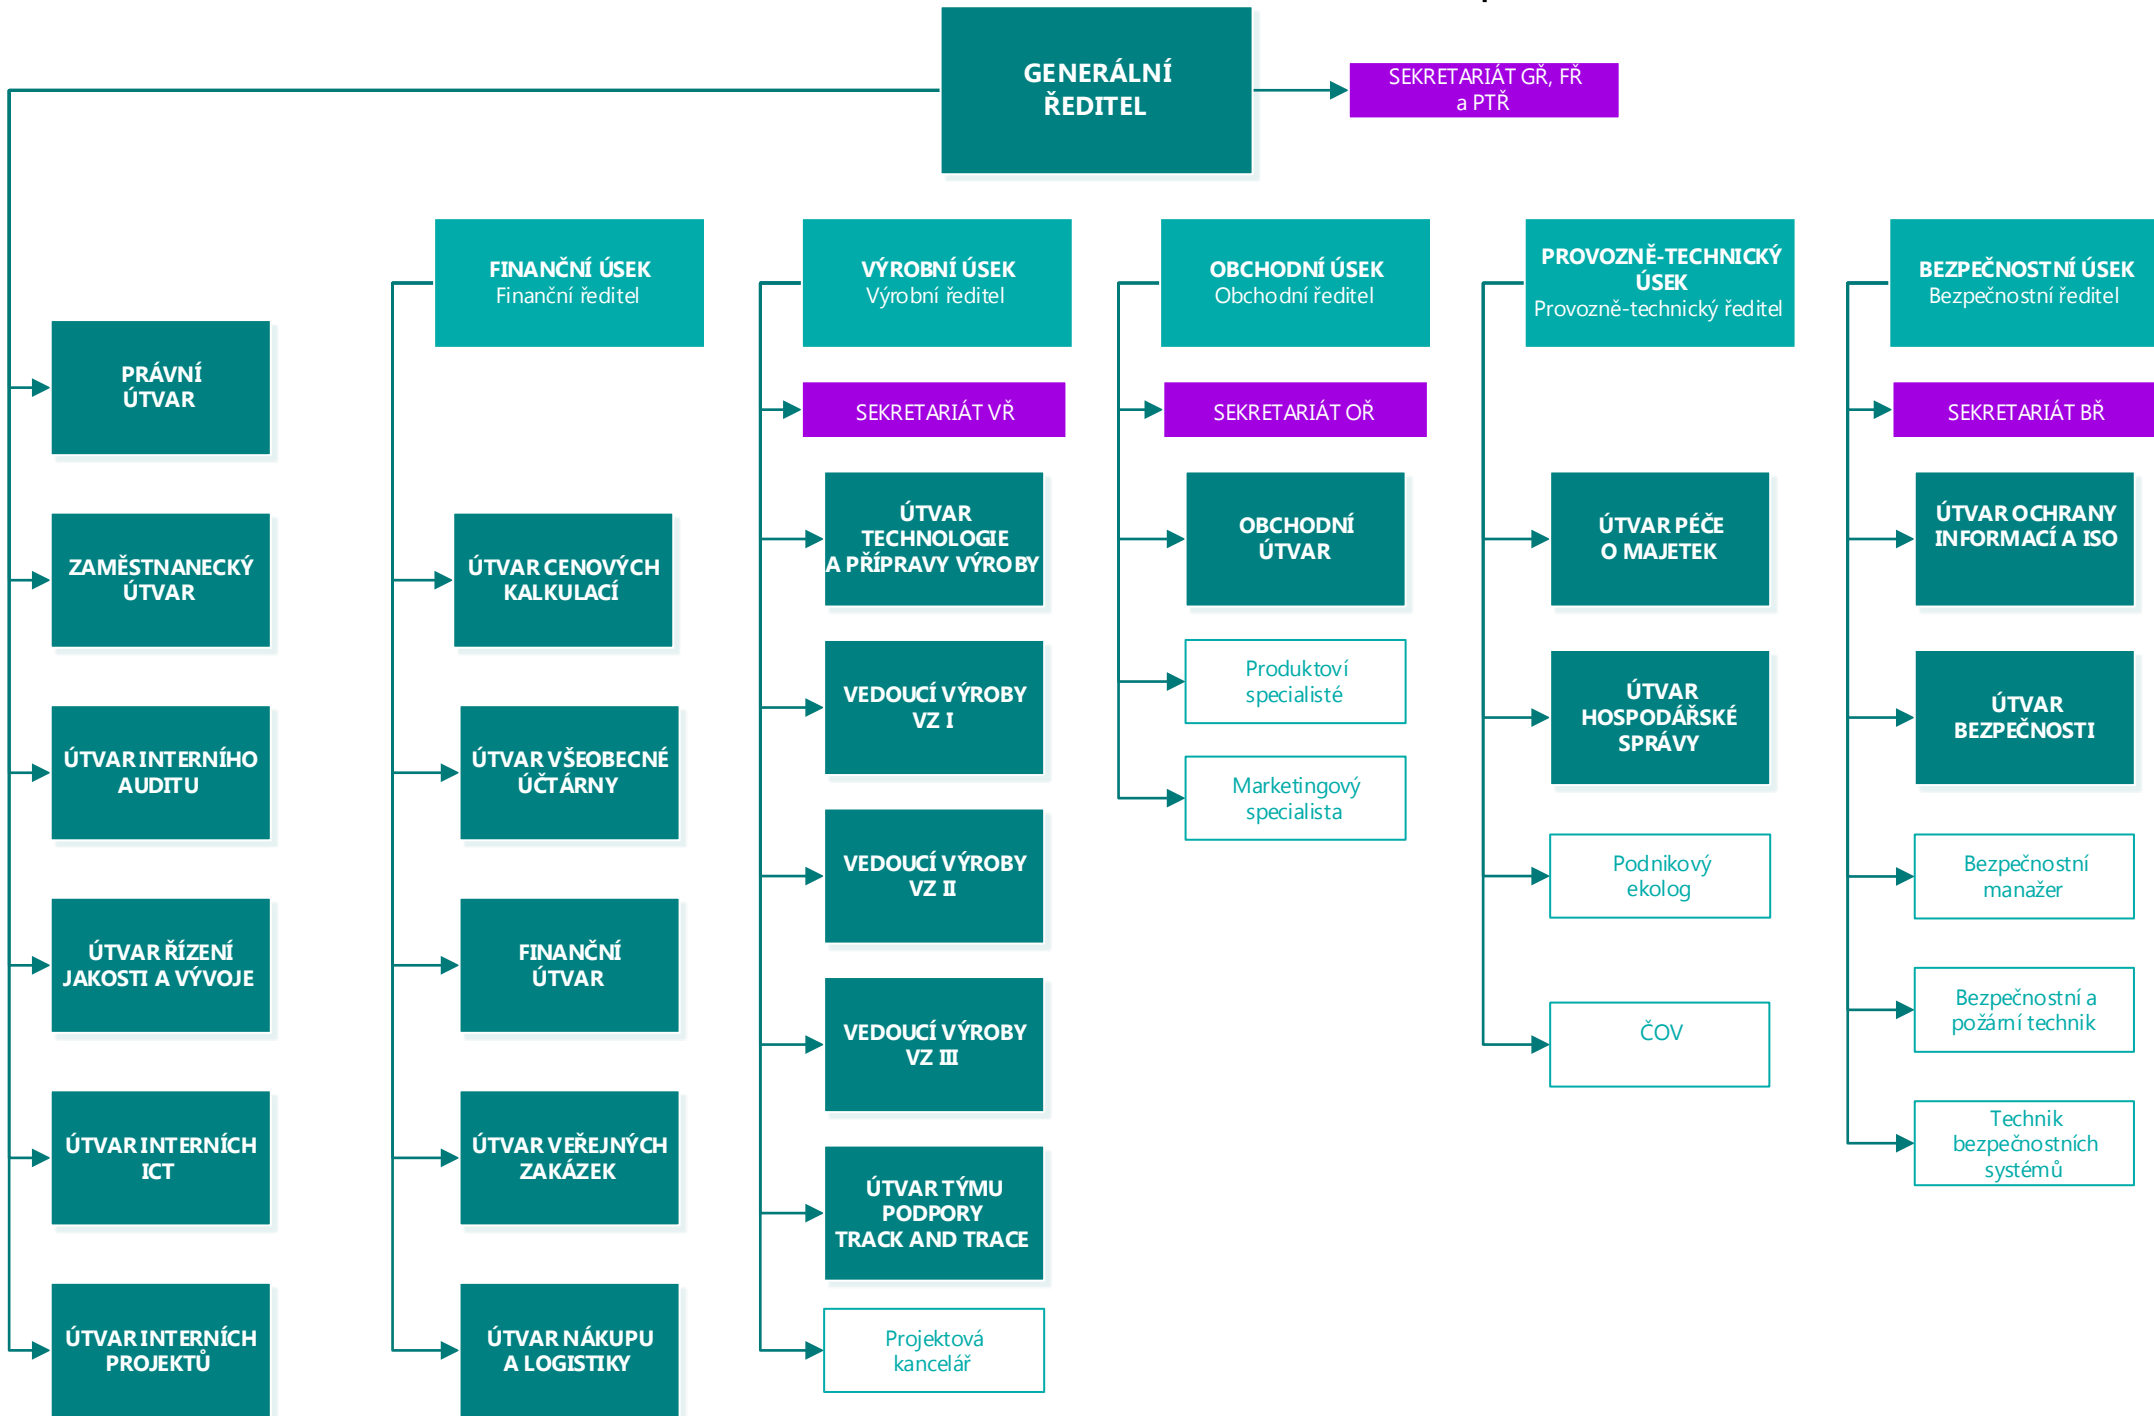 GENERÁLNÍ
ŘEDITEL
SEKRETARIÁT GŘ, FŘ
a PTŘ
PRÁVNÍ
ÚTVAR
ZAMĚSTNANECKÝ
ÚTVAR
ÚTVAR INTERNÍHO
AUDITU
ÚTVAR ŘÍZENÍ
JAKOSTI A VÝVOJE
ÚTVAR INTERNÍCH
ICT
ÚTVAR INTERNÍCH
PROJEKTŮ
FINANČNÍ ÚSEK
Finanční ředitel
ÚTVAR CENOVÝCH
KALKULACÍ
ÚTVAR VŠEOBECNÉ
ÚČTÁRNY
FINANČNÍ
ÚTVAR
ÚTVAR VEŘEJNÝCH
ZAKÁZEK
ÚTVAR NÁKUPU
A LOGISTIKY
VÝROBNÍ ÚSEK
Výrobní ředitel
SEKRETARIÁT VŘ
ÚTVAR
TECHNOLOGIE
A PŘÍPRAVY VÝROBY
VEDOUCÍ VÝROBY
VZ I
VEDOUCÍ VÝROBY
VZ II
VEDOUCÍ VÝROBY
VZ III
ÚTVAR TÝMU
PODPORY
TRACK AND TRACE
Projektová
kancelář
OBCHODNÍ ÚSEK
Obchodní ředitel
SEKRETARIÁT OŘ
OBCHODNÍ
ÚTVAR
Produktoví
specialisté
Marketingový
specialista
PROVOZNĚ-TECHNICKÝ
ÚSEK
Provozně-technický ředitel
ÚTVAR PÉČE
O MAJETEK
ÚTVAR
HOSPODÁŘSKÉ
SPRÁVY
Podnikový
ekolog
ČOV
BEZPEČNOSTNÍ ÚSEK
Bezpečnostní ředitel
SEKRETARIÁT BŘ
ÚTVAR OCHRANY
INFORMACÍ A ISO
ÚTVAR
BEZPEČNOSTI
Bezpečnostní
manažer
Bezpečnostní a
požární technik
Technik
bezpečnostních
systémů